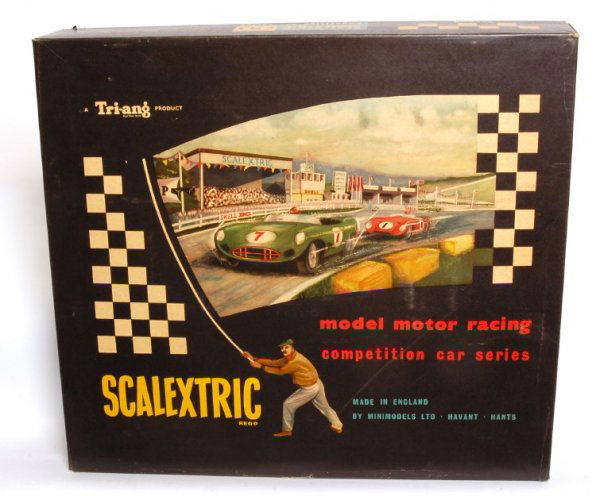 A Tri-ang PRODUCT
SCALEXTRIC
SHELL
P
7
7
1
model motor racing
competition car series
SCALEXTRIC
REGD
MADE IN ENGLAND
BY MINIMODELS LTD · HAVANT · HANTS